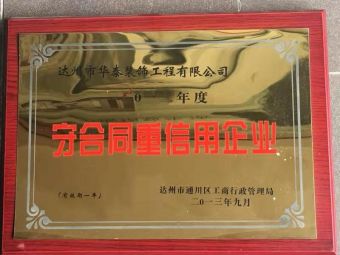 达州市华泰装饰工程有限公司
年度
守合同重信用企业
「有效期一年」
达州市通川区工商行政管理局
二〇一三年九月